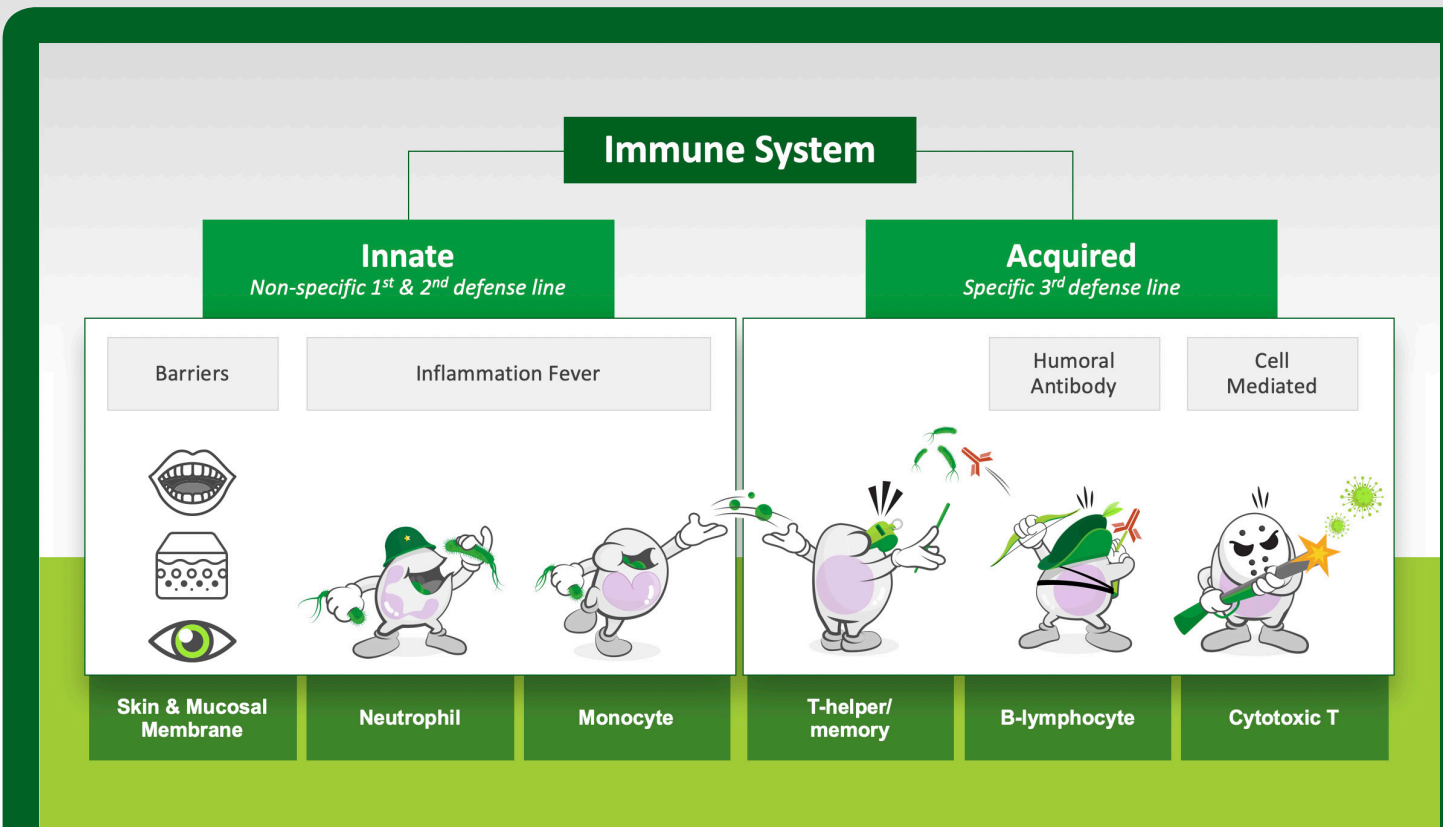 Immune System
Innate
Non-specific 1st & 2nd defense line
Acquired
Specific 3rd defense line
Barriers
Inflammation Fever
Humoral
Antibody
Cell
Mediated
Skin & Mucosal
Membrane
Neutrophil
Monocyte
T-helper/
memory
B-lymphocyte
Cytotoxic T